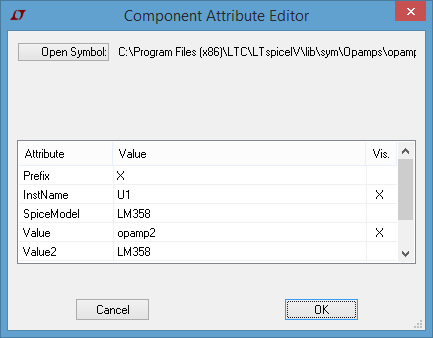 Component Attribute Editor
Open Symbol: C:\Program Files (x86)\LTC\LTspiceIV\lib\sym\Opamps\opamp
Attribute Value Vis.
Prefix X
InstName U1 X
SpiceModel LM358
Value opamp2 X
Value2 LM358
Cancel OK